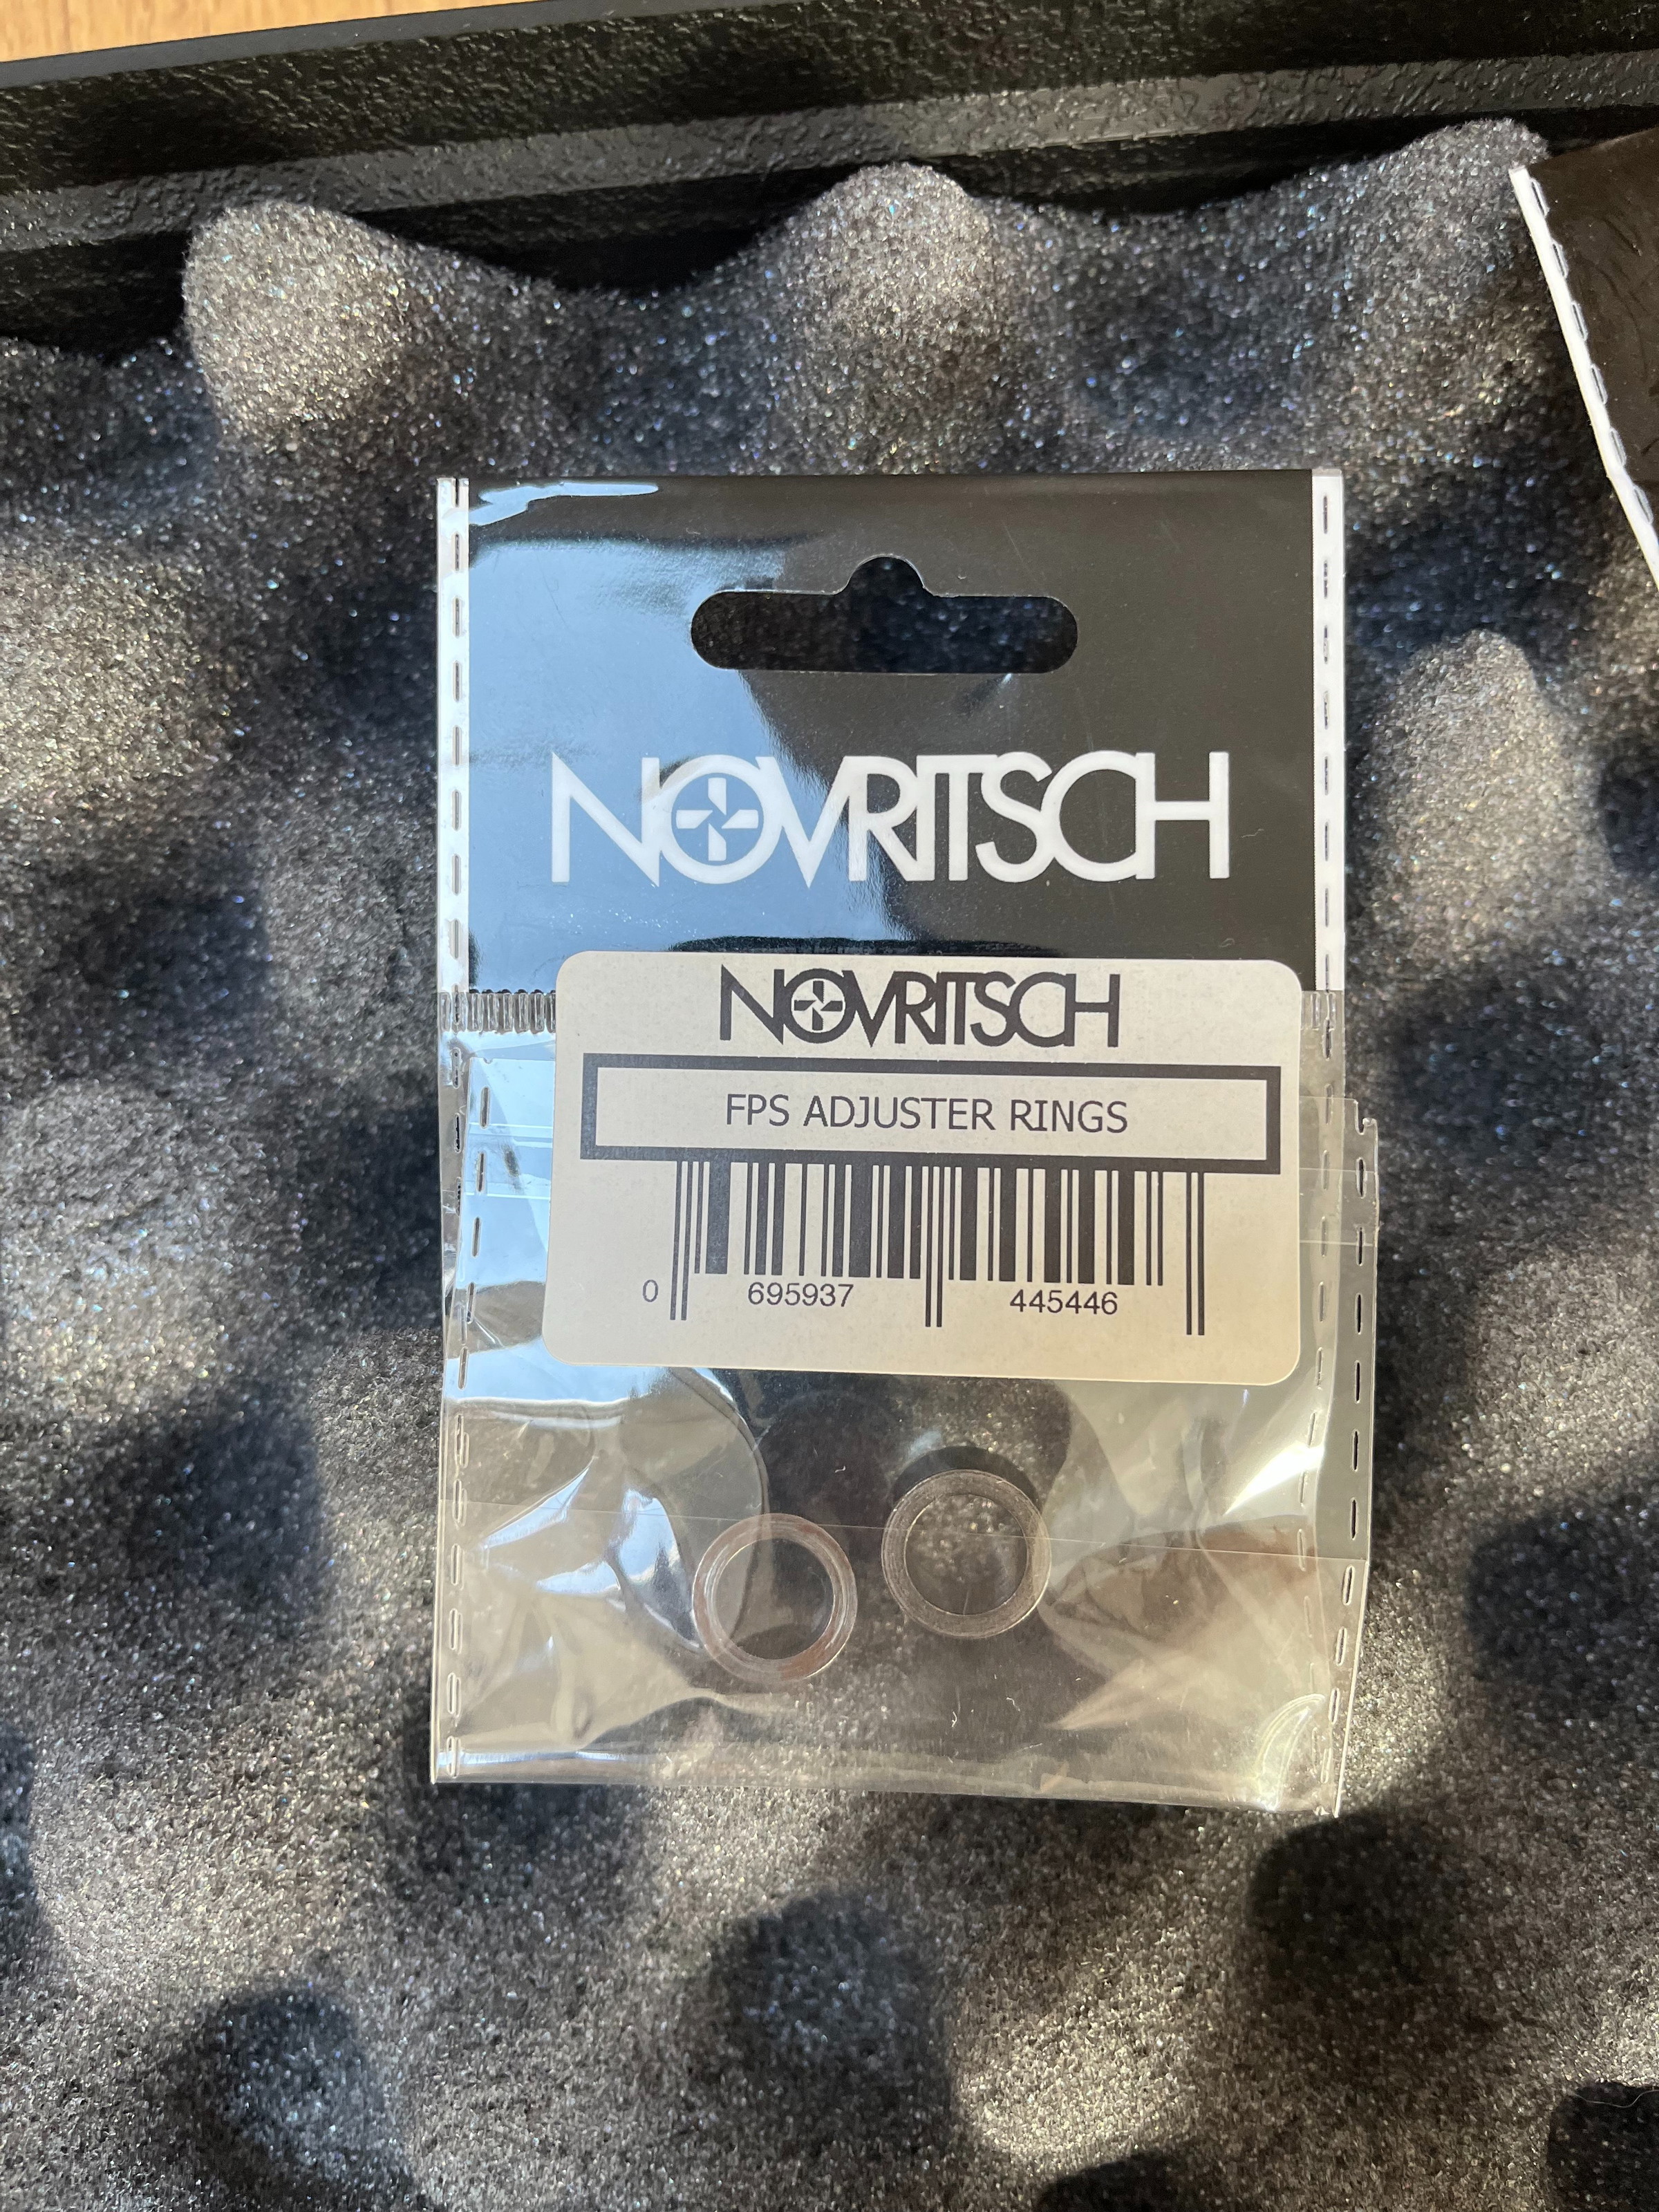 NOVRITSCH
NOVRITSCH
FPS ADJUSTER RINGS
0 695937 445446